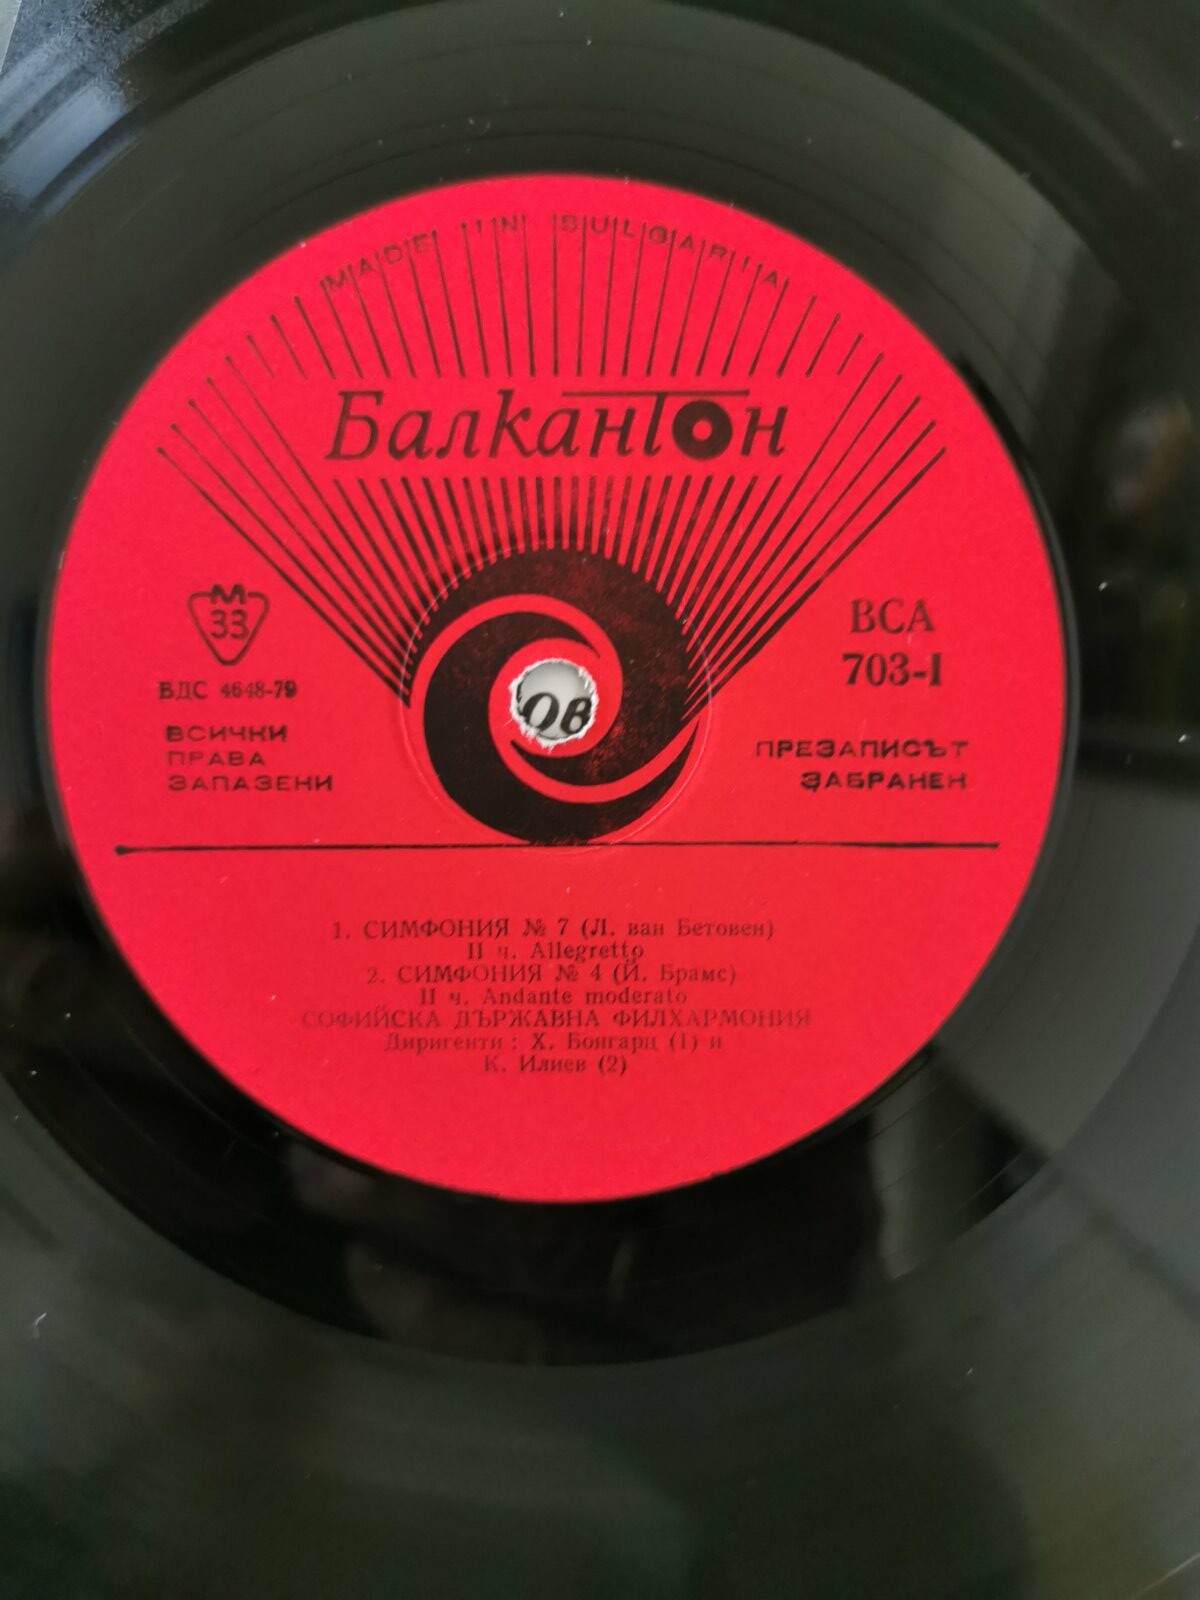 MADE IN BULGARIA
Балкантон
М
33
ВСА
703-I
БДС 4648-79
ВСИЧКИ
ПРАВА
ЗАПАЗЕНИ
ПРЕЗАПИСЪТ
ЗАБРАНЕН
ов
1. СИМФОНИЯ № 7 (Л. ван Бетовен)
II ч. Allegretto
2. СИМФОНИЯ № 4 (Й. Брамс)
II ч. Andante moderato
СОФИЙСКА ДЪРЖАВНА ФИЛХАРМОНИЯ
Диригенти: Х. Бонгарц (1) и
К. Илиев (2)